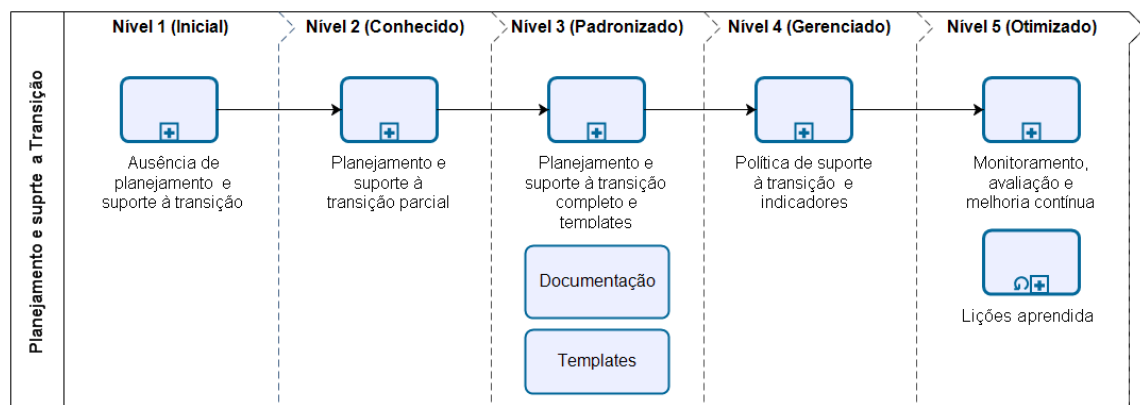 Planejamento e suprte a Transição
Nível 1 (Inicial)
Nível 2 (Conhecido)
Nível 3 (Padronizado)
Nível 4 (Gerenciado)
Nível 5 (Otimizado)
Ausência de
planejamento e
suporte à transição
Planejamento e
suporte à
transição parcial
Planejamento e
suporte à transição
completo e
templates
Política de suporte
à transição e
indicadores
Monitoramento,
avaliação e
melhoria contínua
Documentação
Templates
Lições aprendida